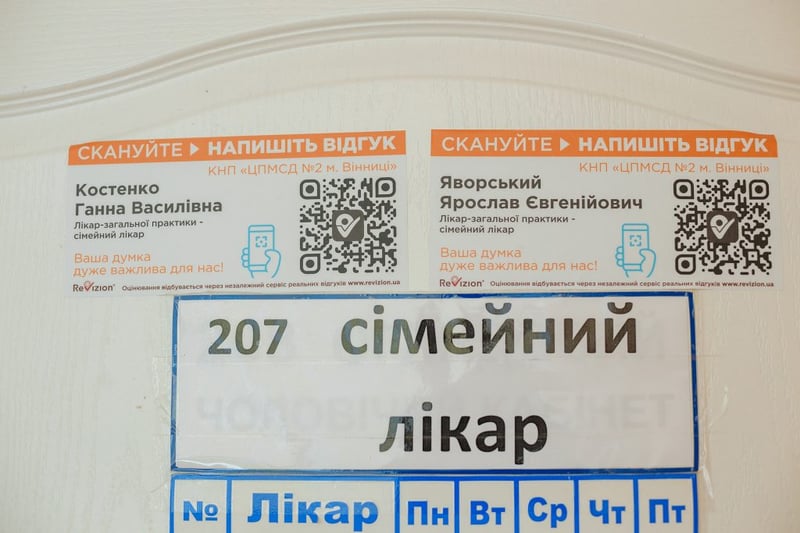 СКАНУЙТЕ ▶ НАПИШІТЬ ВІДГУК
КНП «ЦПМСД №2 м. Вінниці»
Костенко
Ганна Василівна
Лікар-загальної практики -
сімейний лікар
Ваша думка
дуже важлива для нас!
ReVizion® Оцінювання відбувається через незалежний сервіс реальних відгуків www.revizion.ua
СКАНУЙТЕ ▶ НАПИШІТЬ ВІДГУК
КНП «ЦПМСД №2 м. Вінниці»
Яворський
Ярослав Євгенійович
Лікар-загальної практики -
сімейний лікар
Ваша думка
дуже важлива для нас!
ReVizion® Оцінювання відбувається через незалежний сервіс реальних відгуків www.revizion.ua
207 сімейний
лікар
№ Лікар Пн Вт Ср Чт Пт